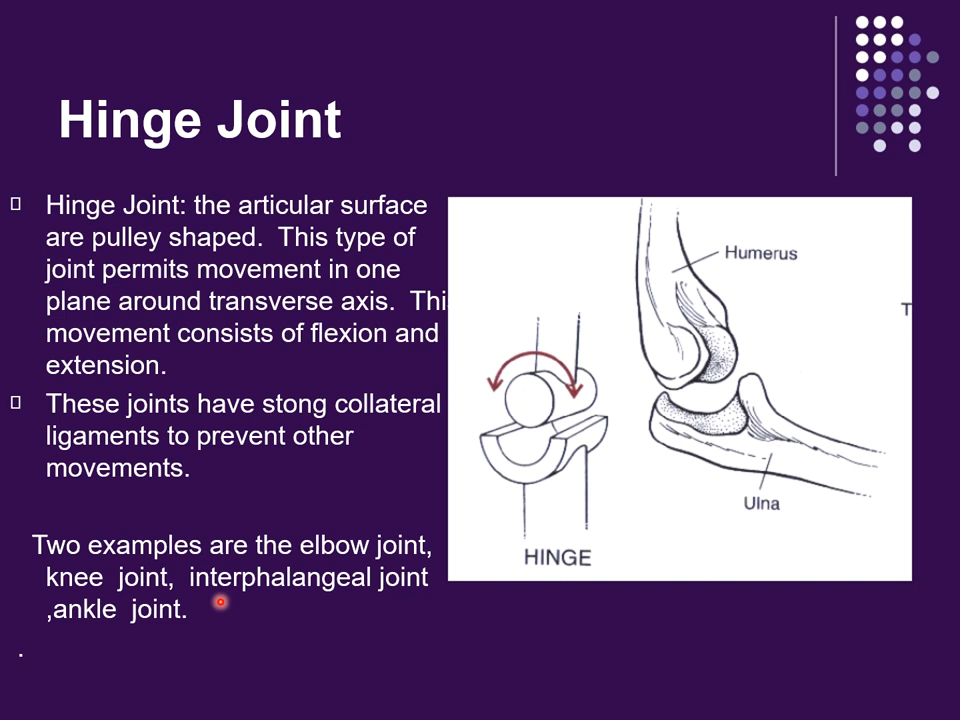 Hinge Joint
Hinge Joint: the articular surface
are pulley shaped.  This type of
joint permits movement in one
plane around transverse axis.  Thi
movement consists of flexion and
extension.
These joints have stong collateral
ligaments to prevent other
movements.
Two examples are the elbow joint,
knee  joint,  interphalangeal joint
,ankle  joint.
.
Humerus
T
Ulna
HINGE